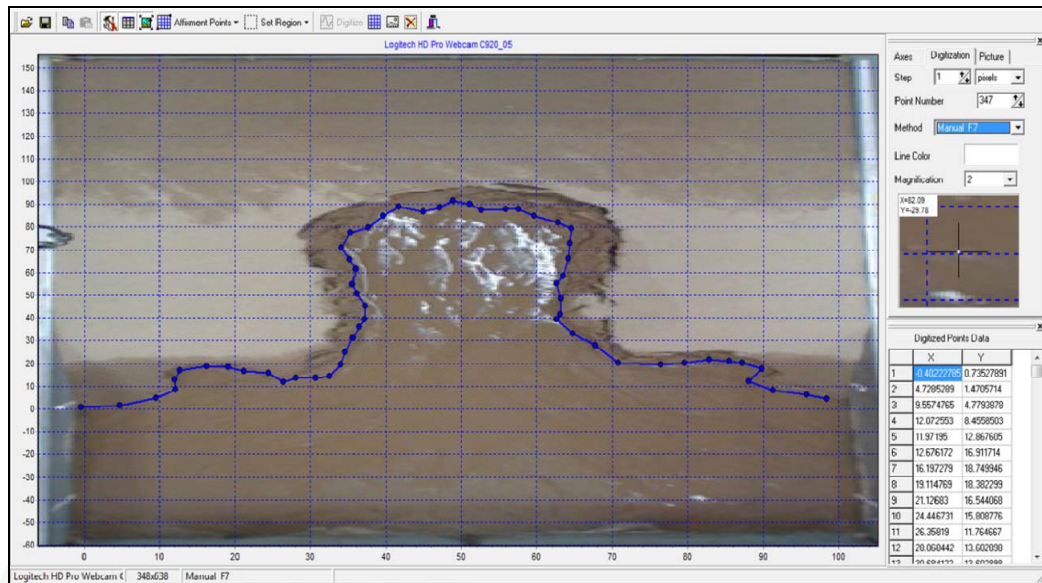 Affixment Points
Set Region
Digitize
Logitech HD Pro Webcam C920_05
150
140
130
120
110
100
90
80
70
60
50
40
30
20
10
0
-10
-20
-30
-40
-50
-60
0 10 20 30 40 50 60 70 80 90 100
Axes Digitization Picture
Step 1 pixels
Point Number 347
Method Manual F7
Line Color
Magnification 2
X=82.09
Y=-29.78
Digitized Points Data
X Y
1 -0.40222785 0.73527891
2 4.7285289 1.4705714
3 9.5574765 4.7793878
4 12.072553 8.4558503
5 11.97195 12.867605
6 12.676172 16.911714
7 16.197279 18.749946
8 19.114769 18.382299
9 21.12683 16.544068
10 24.446731 15.808776
11 26.35819 11.764667
12 28.068442 13.602898
Logitech HD Pro Webcam C 348x638 Manual F7